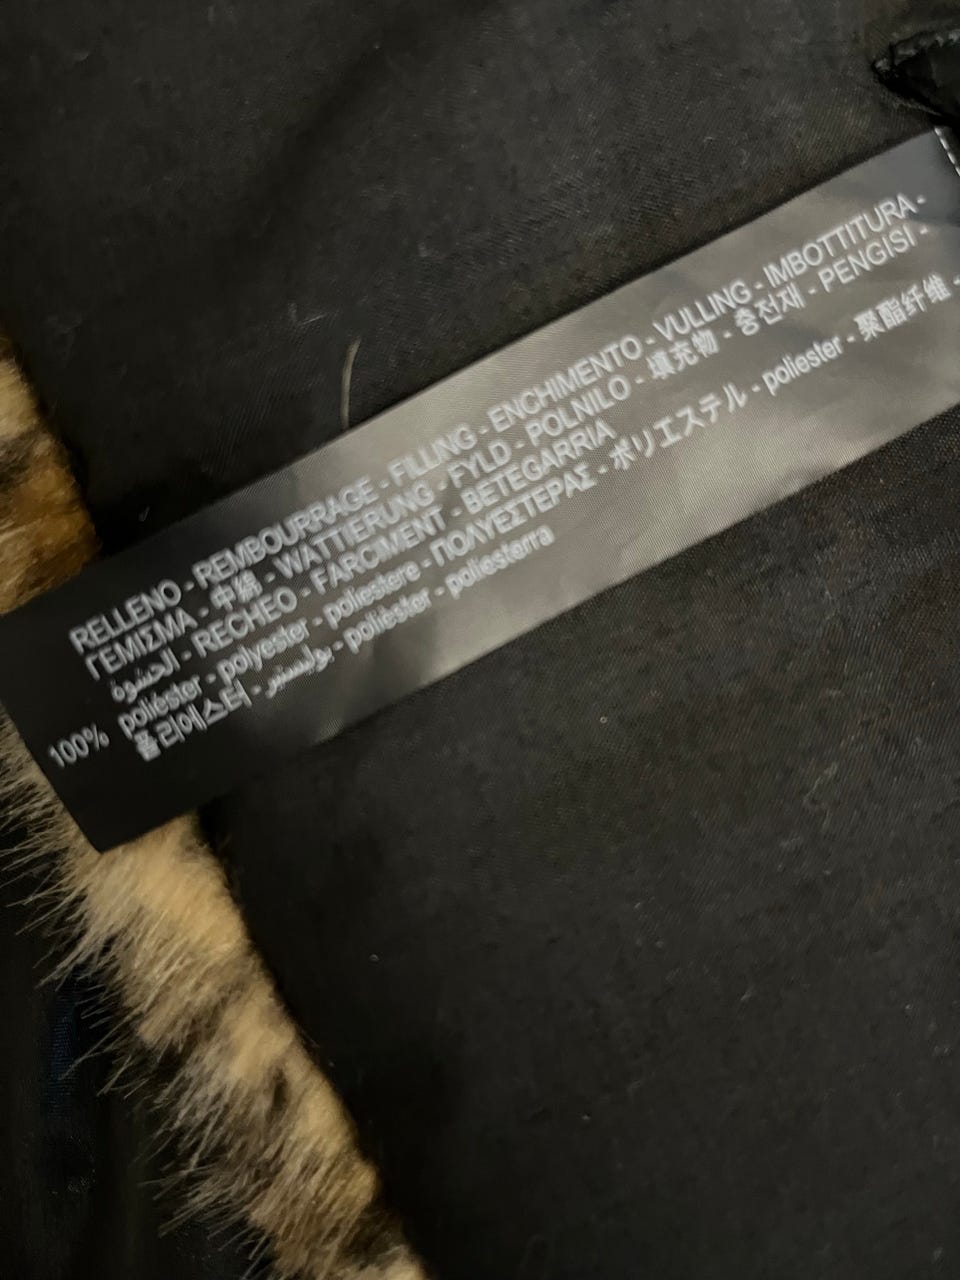 RELLENO - REMBOURRAGE - FILLING - ENCHIMENTO - VULLING - IMBOTTITURA -
ΓΕΜΙΣΜΑ - 中綿 - WATTIERUNG - FYLD - POLNILO - 填充物 - 충전재 - PENGISI -
الحشوة - RECHEO - FARCIMENT - BETEGARRIA
100% poliéster - polyester - poliestere - ΠΟΛΥΕΣΤΕΡΑΣ - ポリエステル - poliester - 聚酯纤维 -
폴리에스터 - بوليستير - polièster - poliesterra